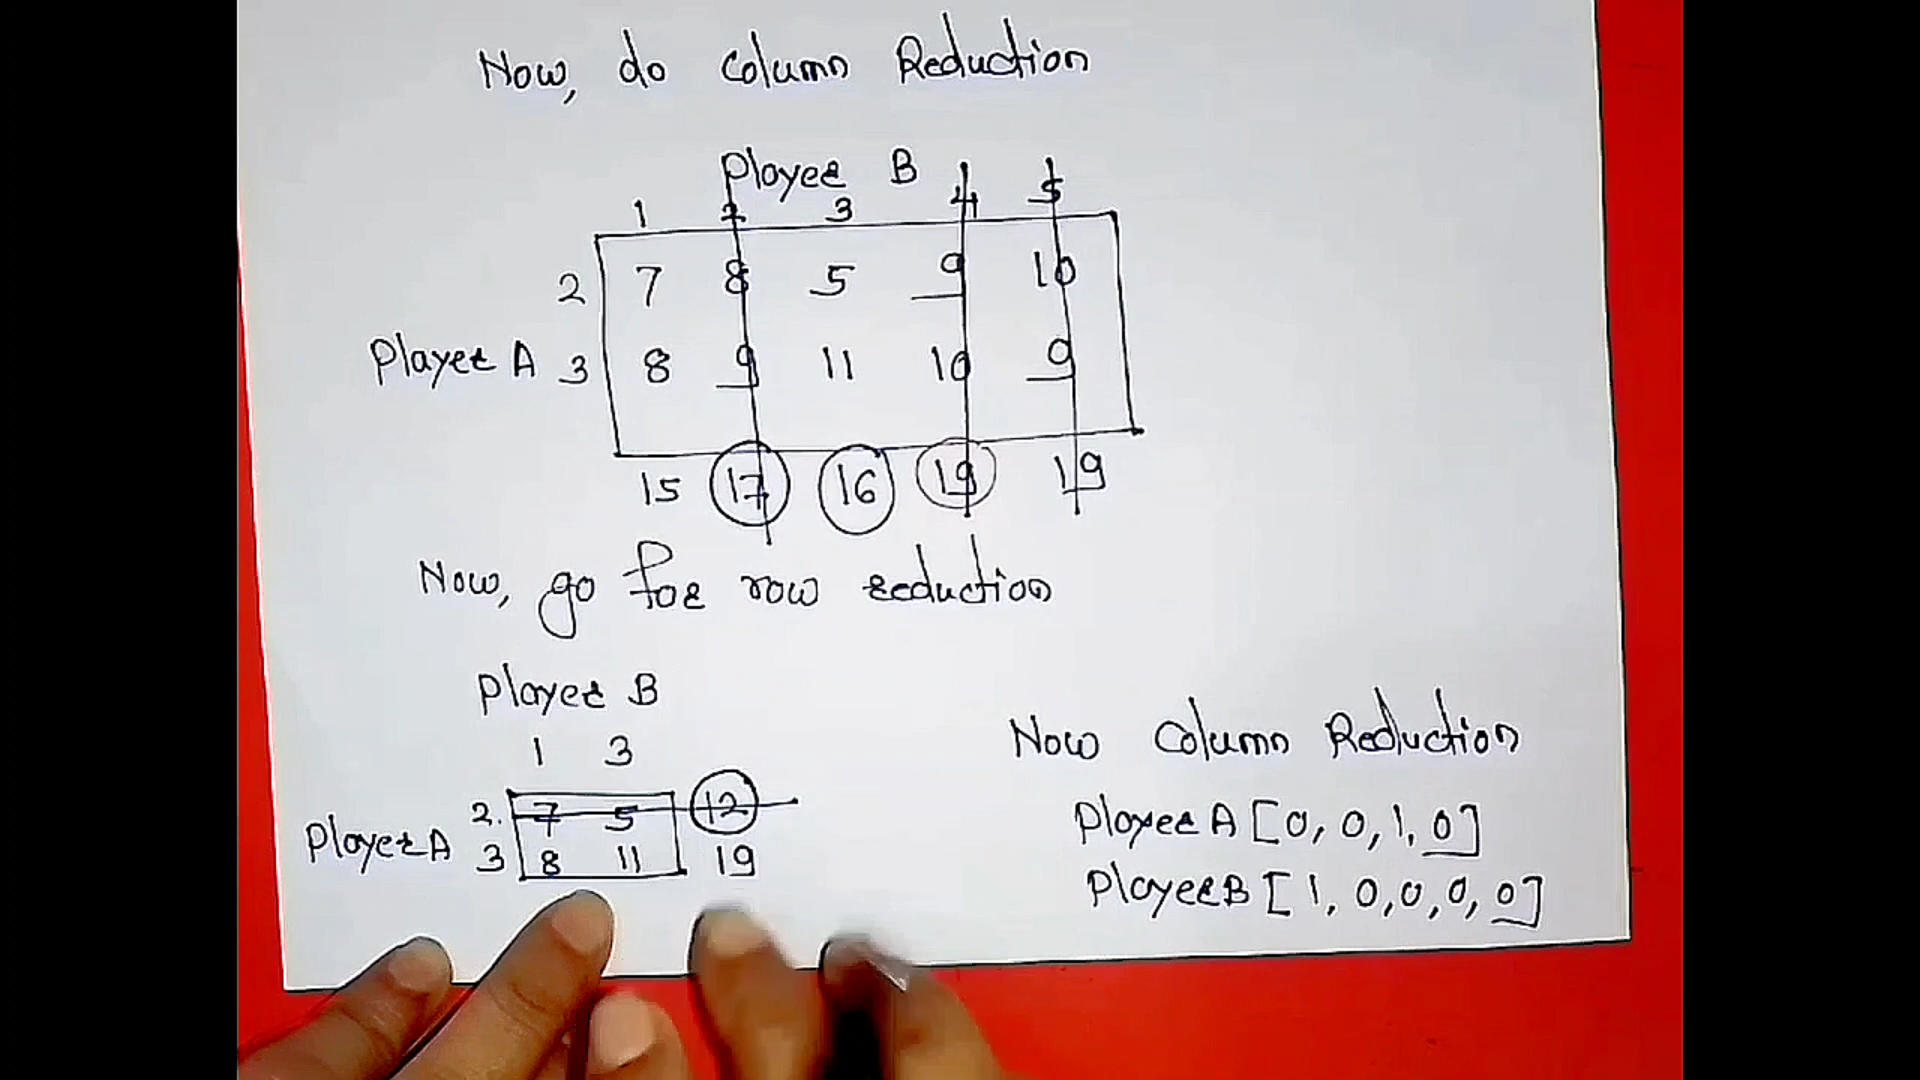 Now, do Column Reduction
Player B
1 2 3 4 5
2 7 8 5 9 10
Player A 3 8 9 11 10 9
15 17 16 19 19
Now, go for row reduction
Player B
1 3
2. 7 5 12
Player A 3 8 11 19
Now Column Reduction
Player A [0, 0, 1, 0]
Player B [1, 0, 0, 0, 0]